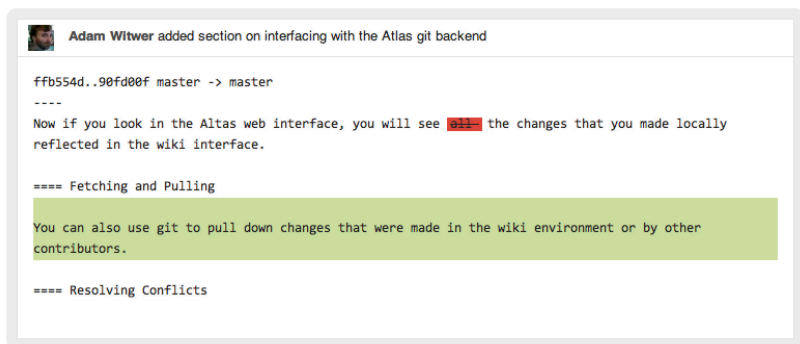 Adam Witwer added section on interfacing with the Atlas git backend
ffb554d..90fd00f master -> master
----
Now if you look in the Altas web interface, you will see all the changes that you made locally
reflected in the wiki interface.
==== Fetching and Pulling
You can also use git to pull down changes that were made in the wiki environment or by other
contributors.
==== Resolving Conflicts